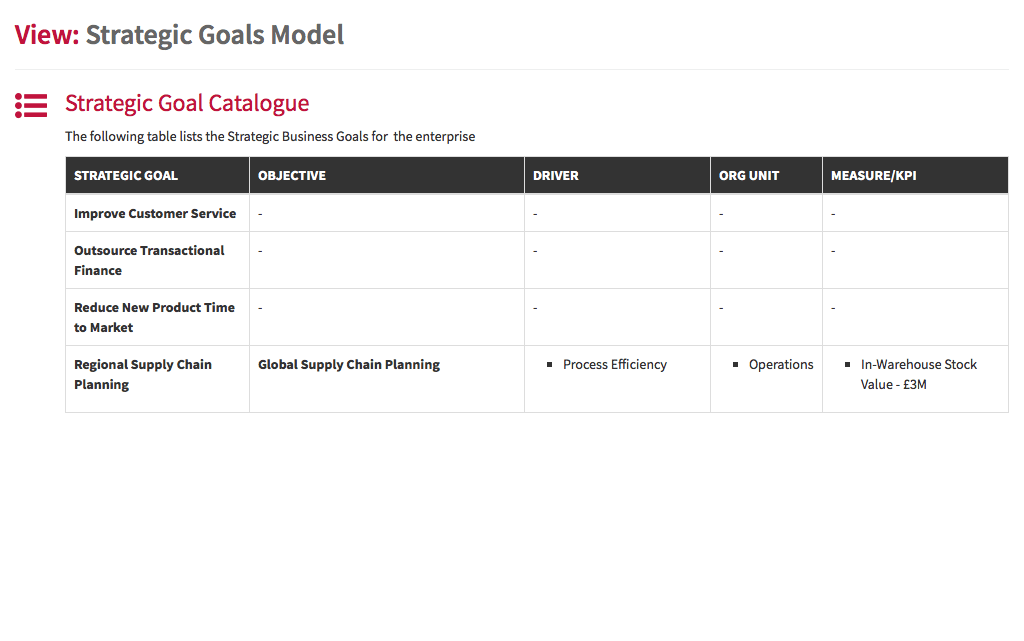 View: Strategic Goals Model
Strategic Goal Catalogue
The following table lists the Strategic Business Goals for  the enterprise
STRATEGIC GOAL OBJECTIVE DRIVER ORG UNIT MEASURE/KPI
Improve Customer Service - - - -
Outsource Transactional - - - -
Finance
Reduce New Product Time - - - -
to Market
Regional Supply Chain Global Supply Chain Planning ▪ Process Efficiency ▪ Operations ▪ In-Warehouse Stock
Planning Value - £3M